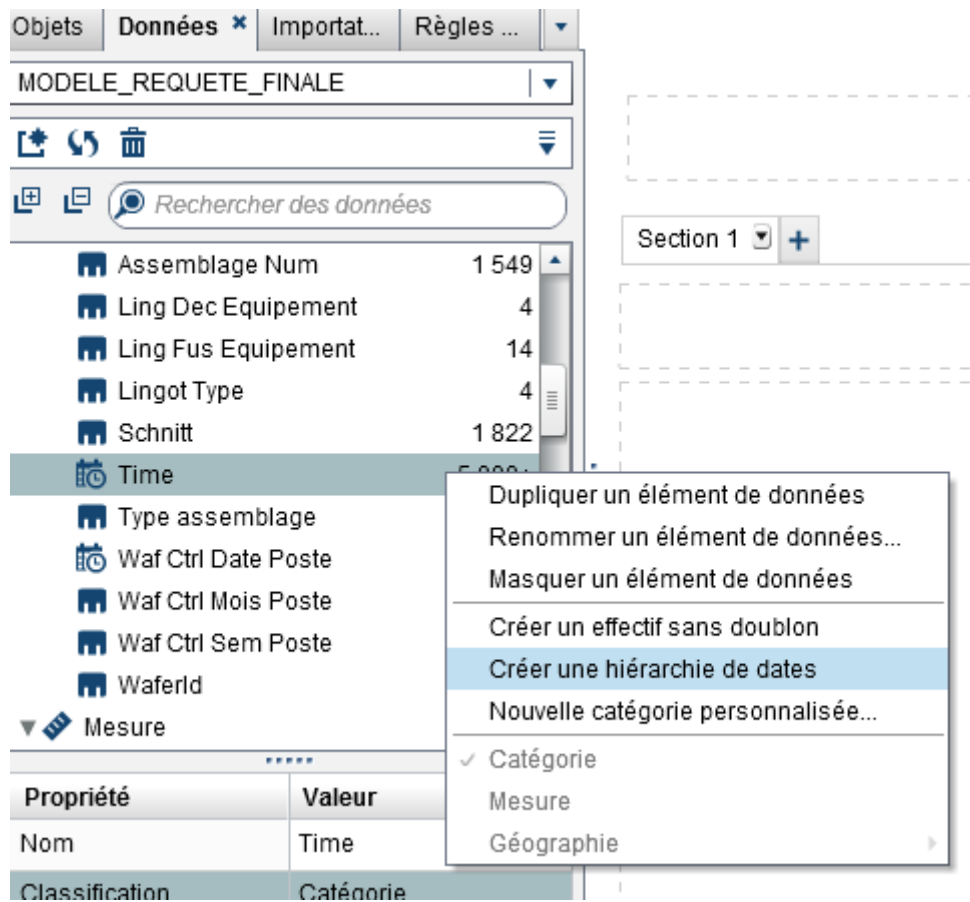 Objets Données Importat... Règles ...
MODELE_REQUETE_FINALE
Rechercher des données
Section 1 +
Assemblage Num 1 549
Ling Dec Equipement 4
Ling Fus Equipement 14
Lingot Type 4
Schnitt 1 822
Time
Type assemblage
Waf Ctrl Date Poste
Waf Ctrl Mois Poste
Waf Ctrl Sem Poste
WaferId
Mesure
Dupliquer un élément de données
Renommer un élément de données...
Masquer un élément de données
Créer un effectif sans doublon
Créer une hiérarchie de dates
Nouvelle catégorie personnalisée...
Catégorie
Mesure
Géographie
Propriété Valeur
Nom Time
Classification Catégorie